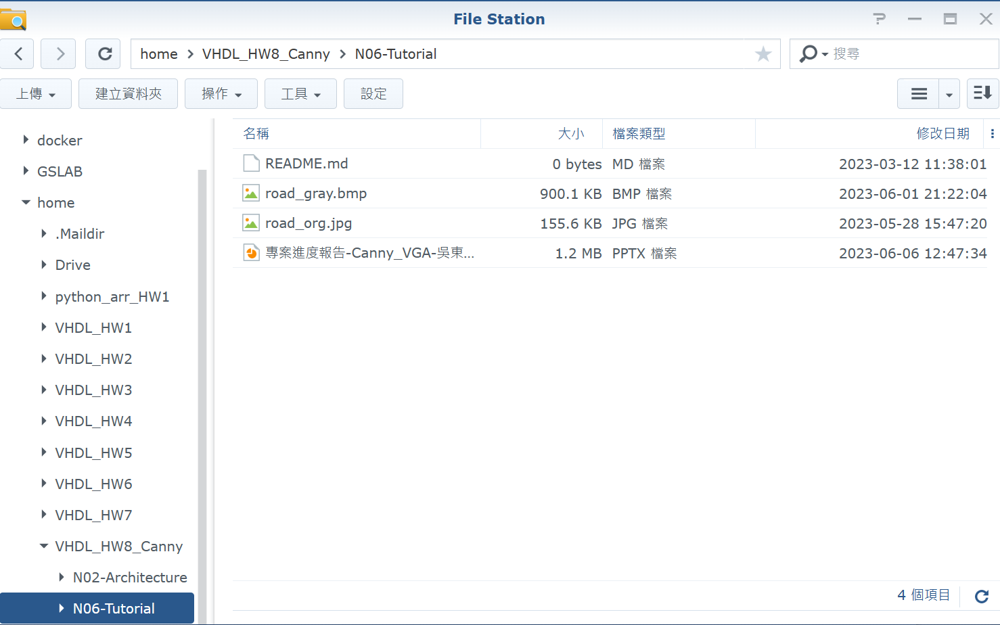 File Station
home > VHDL_HW8_Canny > N06-Tutorial
搜尋
上傳 建立資料夾 操作 工具 設定
docker
GSLAB
home
.Maildir
Drive
python_arr_HW1
VHDL_HW1
VHDL_HW2
VHDL_HW3
VHDL_HW4
VHDL_HW5
VHDL_HW6
VHDL_HW7
VHDL_HW8_Canny
N02-Architecture
N06-Tutorial
名稱 大小 檔案類型 修改日期
README.md 0 bytes MD 檔案 2023-03-12 11:38:01
road_gray.bmp 900.1 KB BMP 檔案 2023-06-01 21:22:04
road_org.jpg 155.6 KB JPG 檔案 2023-05-28 15:47:20
專案進度報告-Canny_VGA-吳東... 1.2 MB PPTX 檔案 2023-06-06 12:47:34
4 個項目